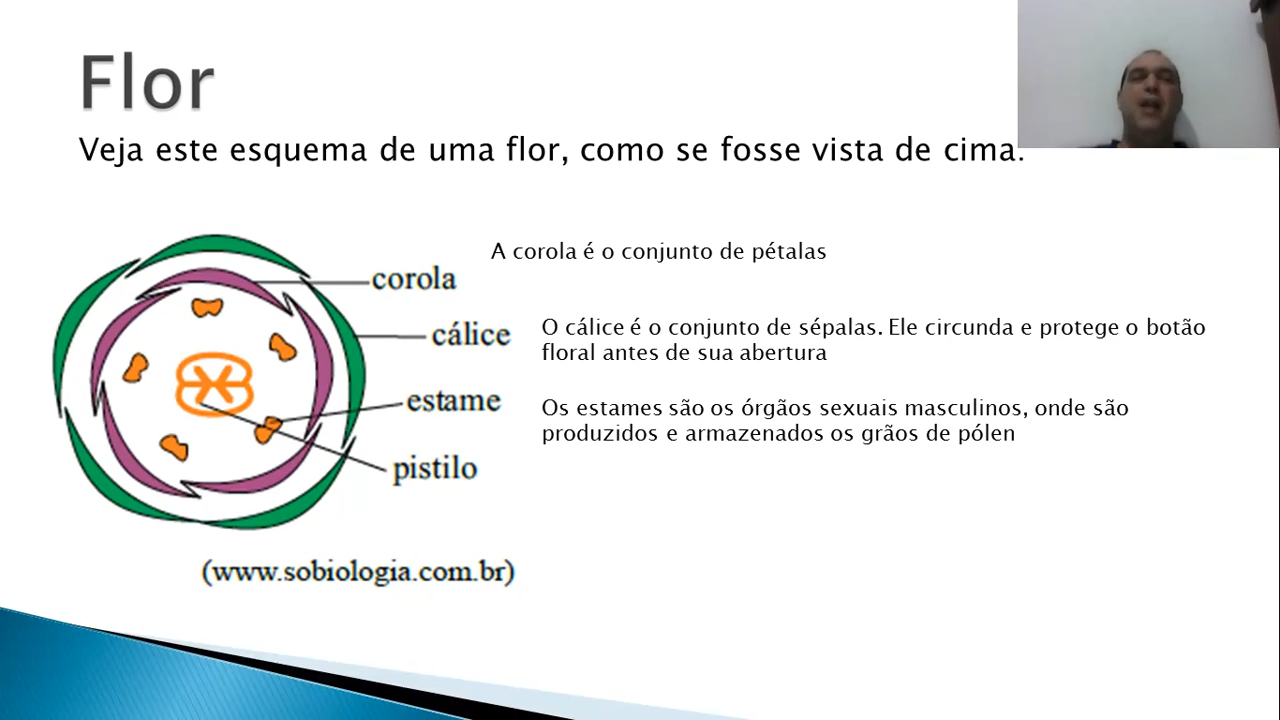 Flor
Veja este esquema de uma flor, como se fosse vista de cima.
A corola é o conjunto de pétalas
corola
O cálice é o conjunto de sépalas. Ele circunda e protege o botão
floral antes de sua abertura
cálice
estame
Os estames são os órgãos sexuais masculinos, onde são
produzidos e armazenados os grãos de pólen
pistilo
(www.sobiologia.com.br)